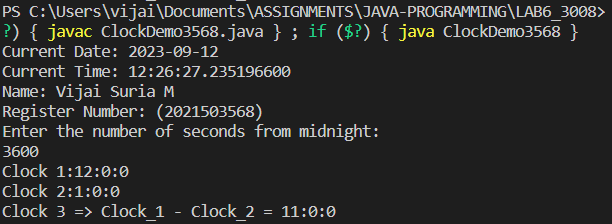 PS C:\Users\vijai\Documents\ASSIGNMENTS\JAVA-PROGRAMMING\LAB6_3008>
?) { javac ClockDemo3568.java } ; if ($?) { java ClockDemo3568 }
Current Date: 2023-09-12
Current Time: 12:26:27.235196600
Name: Vijai Suria M
Register Number: (2021503568)
Enter the number of seconds from midnight:
3600
Clock 1:12:0:0
Clock 2:1:0:0
Clock 3 => Clock_1 - Clock_2 = 11:0:0